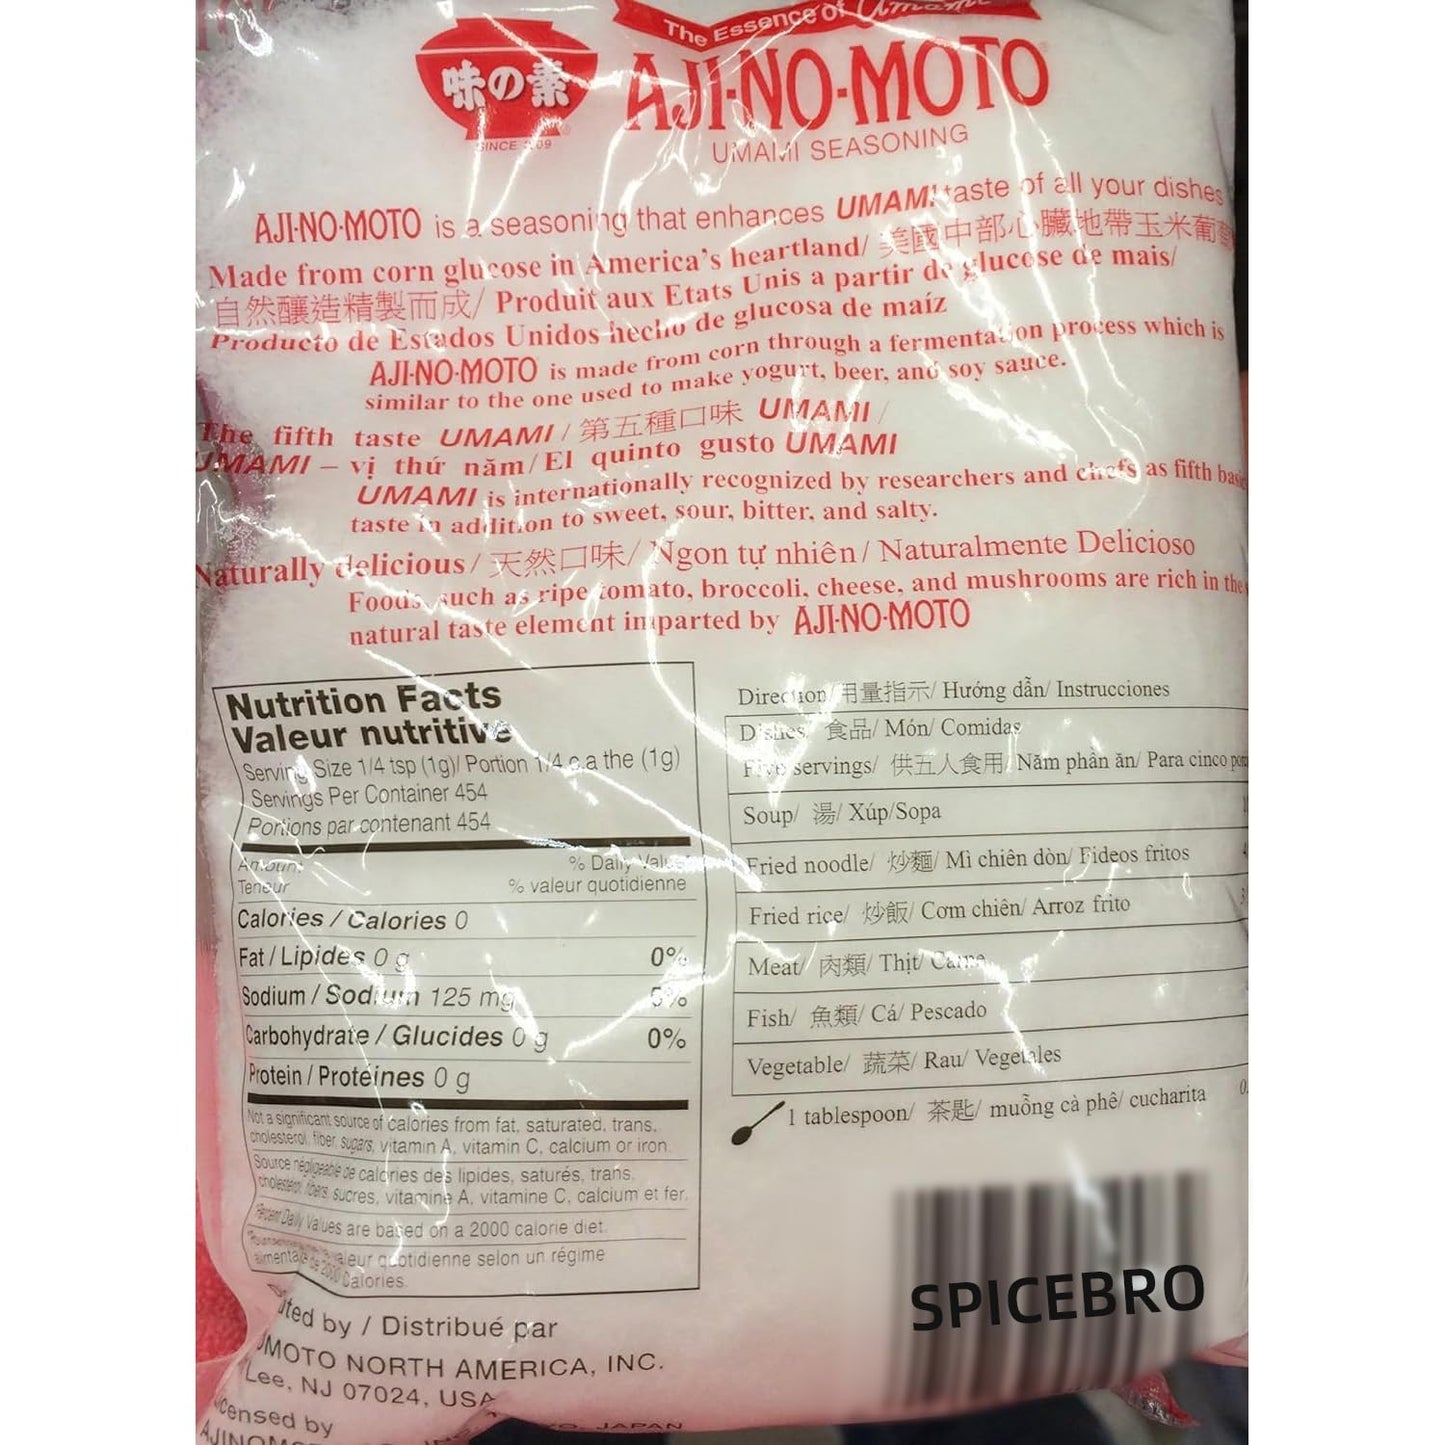 The Essence of Umami
味の素
AJI-NO-MOTO
SINCE
UMAMI SEASONING
AJI-NO-MOTO is a seasoning that enhances UMAMI taste of all your dishes
Made from corn glucose in America's heartland/ 美國中部心臟地帶玉米葡
自然釀造精製而成/ Produit aux Etats Unis a partir de glucose de mais/
Producto de Estados Unidos hecho de glucosa de maíz
AJI-NO-MOTO is made from corn through a fermentation process which is
similar to the one used to make yogurt, beer, and soy sauce.
The fifth taste UMAMI / 第五種口味 UMAMI /
UMAMI – vị thứ năm/ El quinto gusto UMAMI
UMAMI is internationally recognized by researchers and chefs as fifth
taste in addition to sweet, sour, bitter, and salty.
Naturally delicious / 天然口味/ Ngon tự nhiên / Naturalmente Delicioso
Foods, such as ripe tomato, broccoli, cheese, and mushrooms are rich in the
natural taste element imparted by AJI-NO-MOTO
Nutrition Facts
Valeur nutritive
Serving Size 1/4 tsp (1g)/ Portion 1/4 c.a the (1g)
Servings Per Container 454
Portions par contenant 454
Amount % Daily Value*
Teneur % valeur quotidienne
Calories / Calories 0
Fat / Lipides 0 g 0%
Sodium / Sodium 125 mg 5%
Carbohydrate / Glucides 0 g 0%
Protein / Protéines 0 g
Not a significant source of calories from fat, saturated, trans,
cholesterol, fiber, sugars, vitamin A, vitamin C, calcium or iron.
Source négligeable de calories des lipides, saturés, trans,
cholesterol, fibers, sucres, vitamine A, vitamine C, calcium et fer.
Percent Daily Values are based on a 2000 calorie diet.
valeur quotidienne selon un régime
de 2000 Calories.
Direction/ 用量指示/ Hướng dẫn/ Instrucciones
Dishes/ 食品/ Món/ Comidas
Five servings/ 供五人食用/ Năm phần ăn/ Para cinco
Soup/ 湯/ Xúp/Sopa
Fried noodle/ 炒麵/ Mì chiên dòn/ Fideos fritos
Fried rice/ 炒飯/ Cơm chiên/ Arroz frito
Meat/ 肉類/ Thịt/ Carne
Fish/ 魚類/ Cá/ Pescado
Vegetable/ 蔬菜/ Rau/ Vegetales
1 tablespoon/ 茶匙/ muỗng cà phê/ cucharita
SPICEBRO
uted by / Distribué par
MOTO NORTH AMERICA, INC.
Lee, NJ 07024, USA
censed by
JAPAN